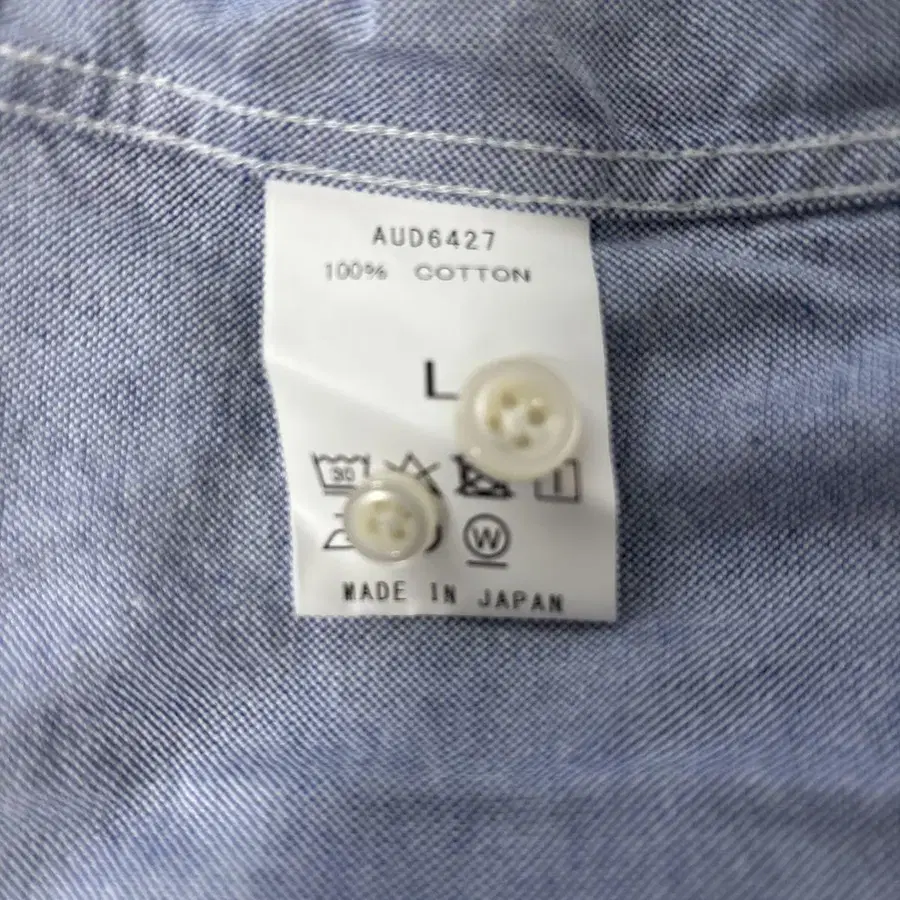 AUD6427
100% COTTON
L
30
W
MADE IN JAPAN